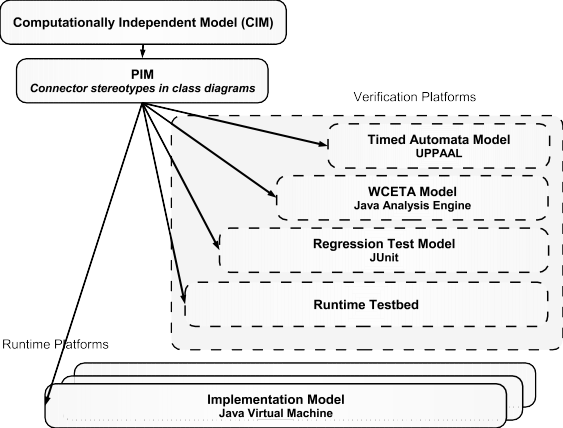 Computationally Independent Model (CIM)
PIM
Connector stereotypes in class diagrams
Verification Platforms
Timed Automata Model
UPPAAL
WCETA Model
Java Analysis Engine
Regression Test Model
JUnit
Runtime Testbed
Runtime Platforms
Implementation Model
Java Virtual Machine